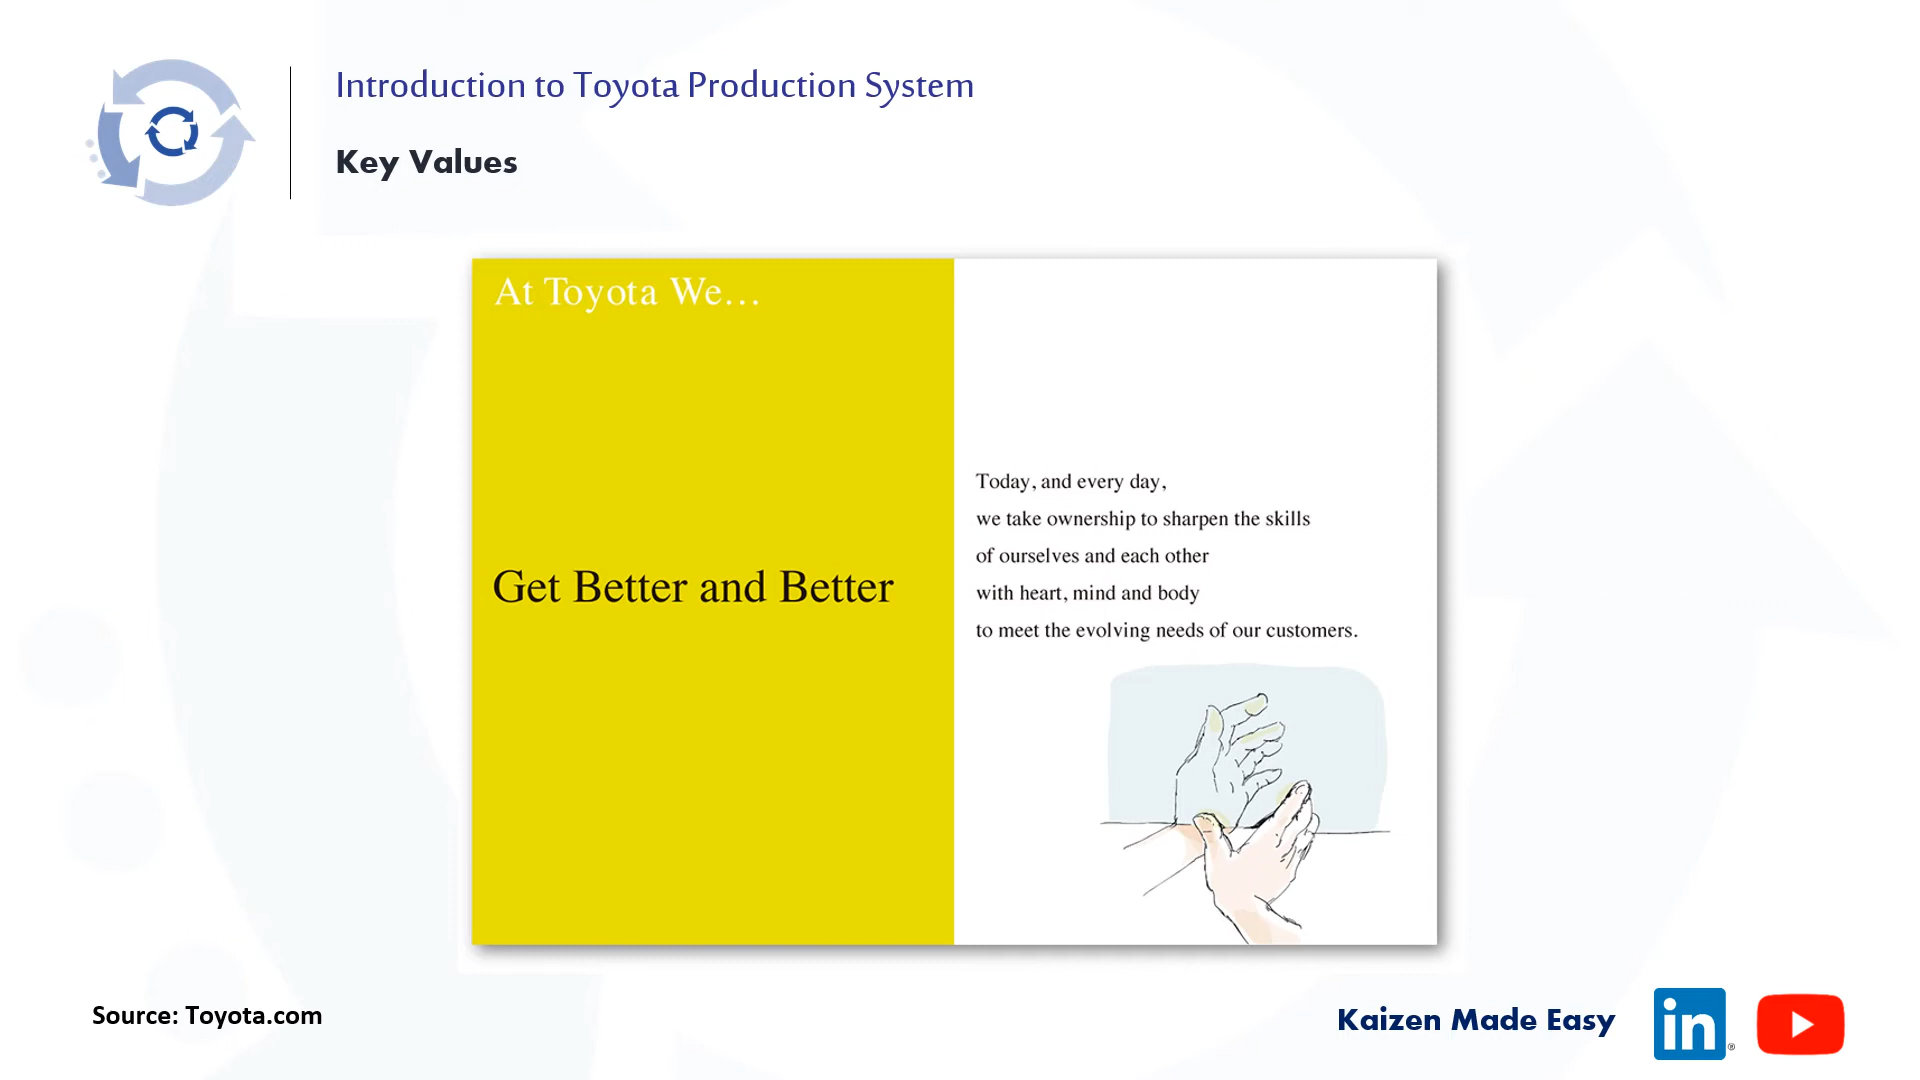 Introduction to Toyota Production System
Key Values
At Toyota We...
Get Better and Better
Today, and every day,
we take ownership to sharpen the skills
of ourselves and each other
with heart, mind and body
to meet the evolving needs of our customers.
Source: Toyota.com
Kaizen Made Easy
in®